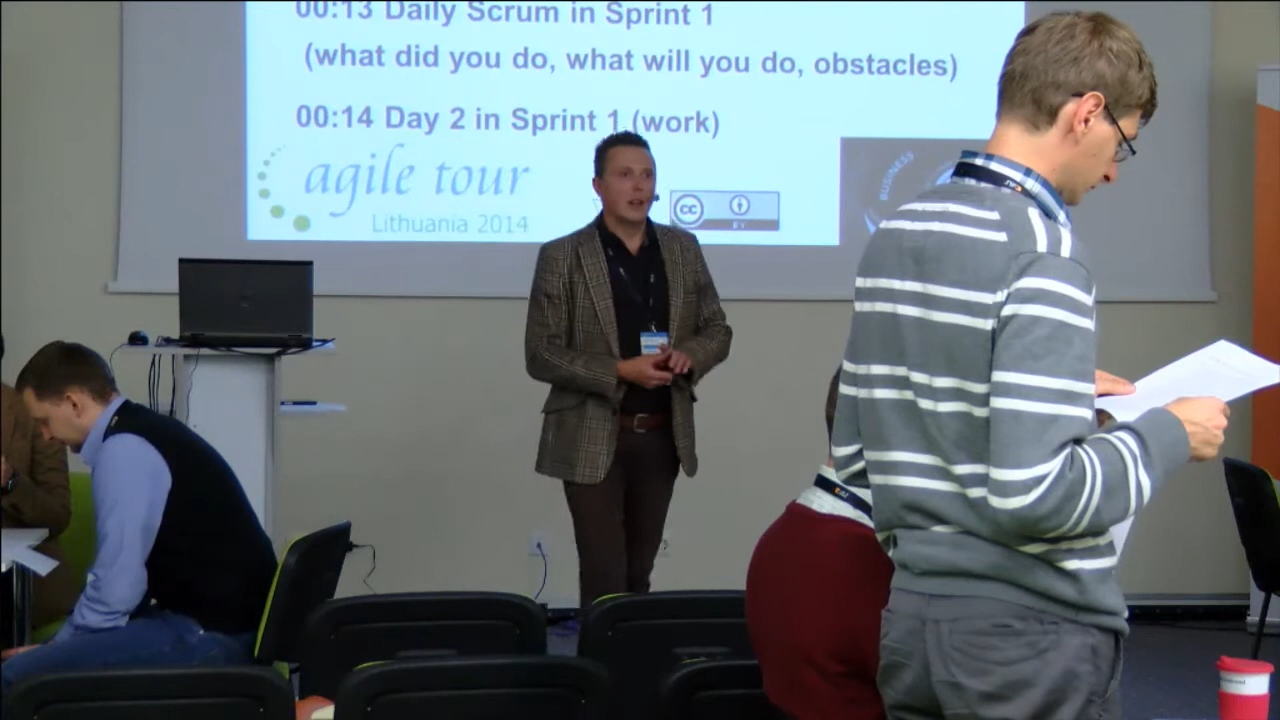 00:13 Daily Scrum in Sprint 1
(what did you do, what will you do, obstacles)
00:14 Day 2 in Sprint 1 (work)
agile tour
Lithuania 2014
cc
BY
BUSINESS